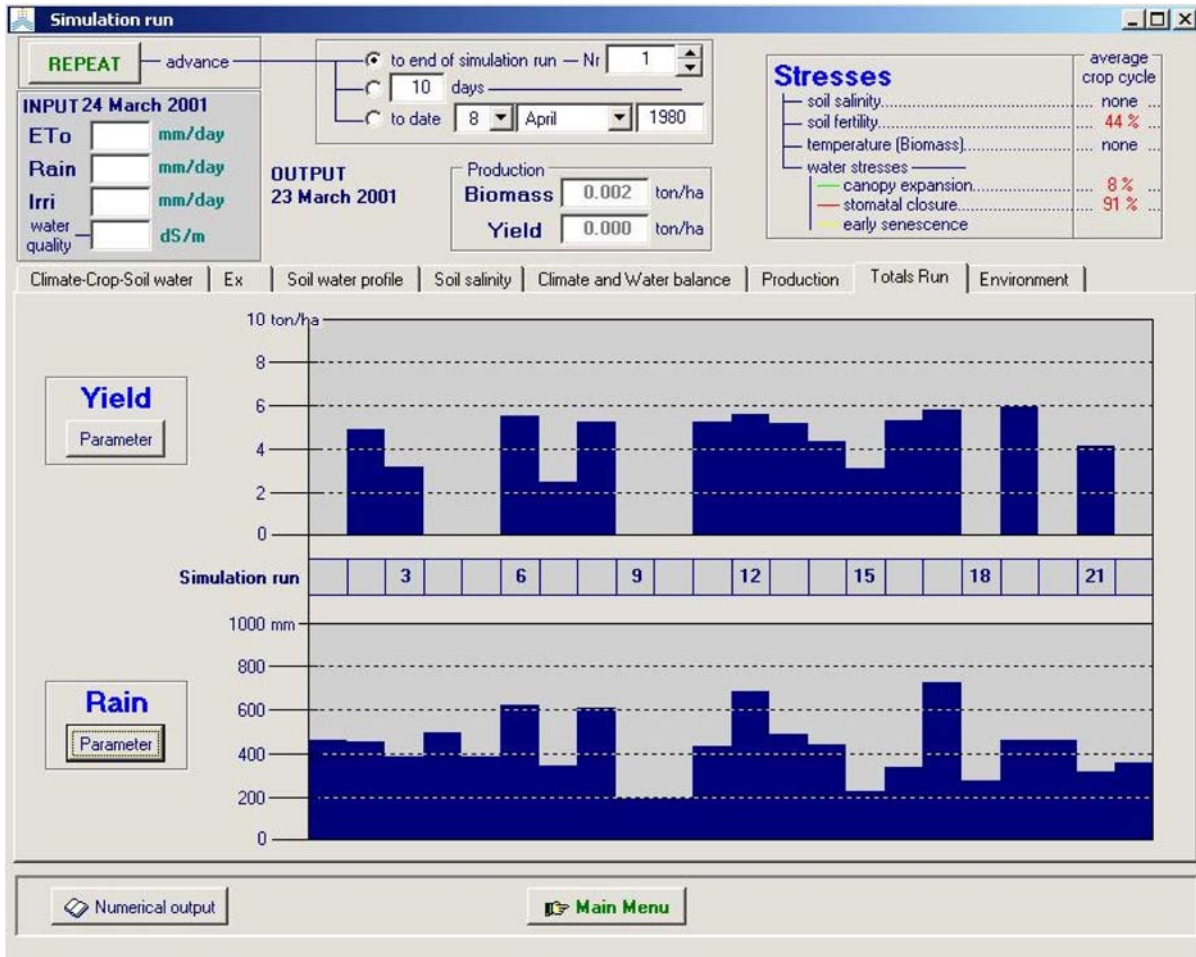 Simulation run
REPEAT
advance
to end of simulation run
Nr
1
10 days
to date 8 April 1980
INPUT 24 March 2001
ETo mm/day
Rain mm/day
Irri mm/day
water quality dS/m
OUTPUT
23 March 2001
Production
Biomass 0.002 ton/ha
Yield 0.000 ton/ha
Stresses
average
crop cycle
soil salinity none
soil fertility 44 %
temperature (Biomass) none
water stresses
canopy expansion 8 %
stomatal closure 91 %
early senescence
Climate-Crop-Soil water
Ex
Soil water profile
Soil salinity
Climate and Water balance
Production
Totals Run
Environment
10 ton/ha
8
6
4
2
0
Yield
Parameter
Simulation run 3 6 9 12 15 18 21
1000 mm
800
600
400
200
0
Rain
Parameter
Numerical output
Main Menu